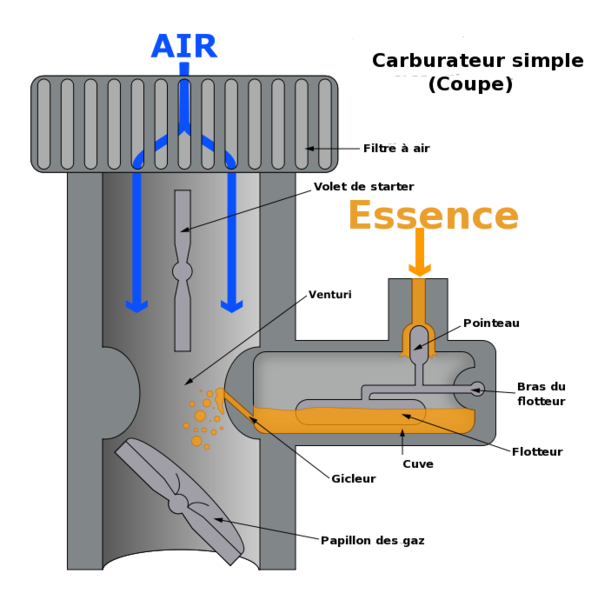 AIR
Carburateur simple
(Coupe)
Filtre à air
Volet de starter
Essence
Venturi
Pointeau
Bras du
flotteur
Flotteur
Cuve
Gicleur
Papillon des gaz